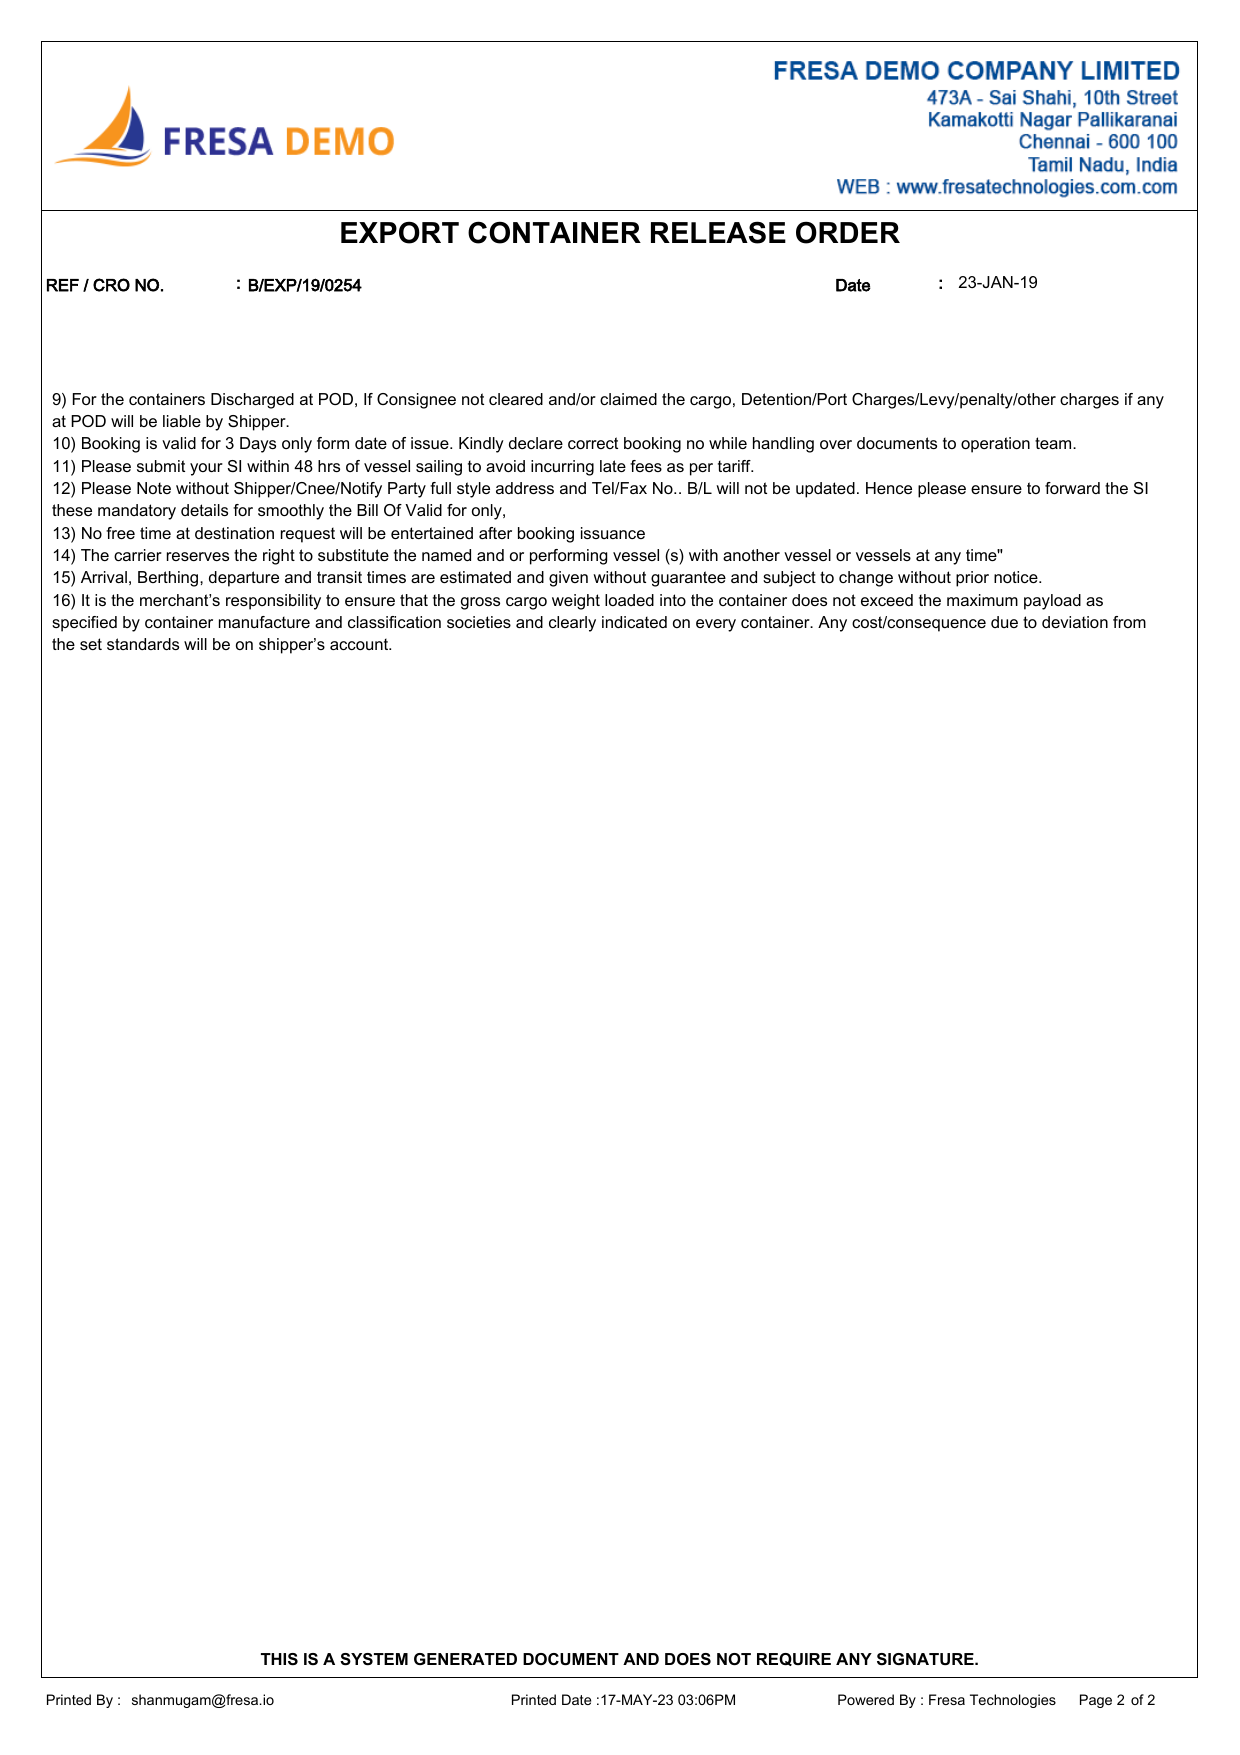 FRESA DEMO
FRESA DEMO COMPANY LIMITED
473A - Sai Shahi, 10th Street
Kamakotti Nagar Pallikaranai
Chennai - 600 100
Tamil Nadu, India
WEB : www.fresatechnologies.com.com
EXPORT CONTAINER RELEASE ORDER
REF / CRO NO. : B/EXP/19/0254 Date : 23-JAN-19
9) For the containers Discharged at POD, If Consignee not cleared and/or claimed the cargo, Detention/Port Charges/Levy/penalty/other charges if any
at POD will be liable by Shipper.
10) Booking is valid for 3 Days only form date of issue. Kindly declare correct booking no while handling over documents to operation team.
11) Please submit your SI within 48 hrs of vessel sailing to avoid incurring late fees as per tariff.
12) Please Note without Shipper/Cnee/Notify Party full style address and Tel/Fax No.. B/L will not be updated. Hence please ensure to forward the SI
these mandatory details for smoothly the Bill Of Valid for only,
13) No free time at destination request will be entertained after booking issuance
14) The carrier reserves the right to substitute the named and or performing vessel (s) with another vessel or vessels at any time"
15) Arrival, Berthing, departure and transit times are estimated and given without guarantee and subject to change without prior notice.
16) It is the merchant’s responsibility to ensure that the gross cargo weight loaded into the container does not exceed the maximum payload as
specified by container manufacture and classification societies and clearly indicated on every container. Any cost/consequence due to deviation from
the set standards will be on shipper’s account.
THIS IS A SYSTEM GENERATED DOCUMENT AND DOES NOT REQUIRE ANY SIGNATURE.
Printed By : shanmugam@fresa.io Printed Date :17-MAY-23 03:06PM Powered By : Fresa Technologies Page 2 of 2